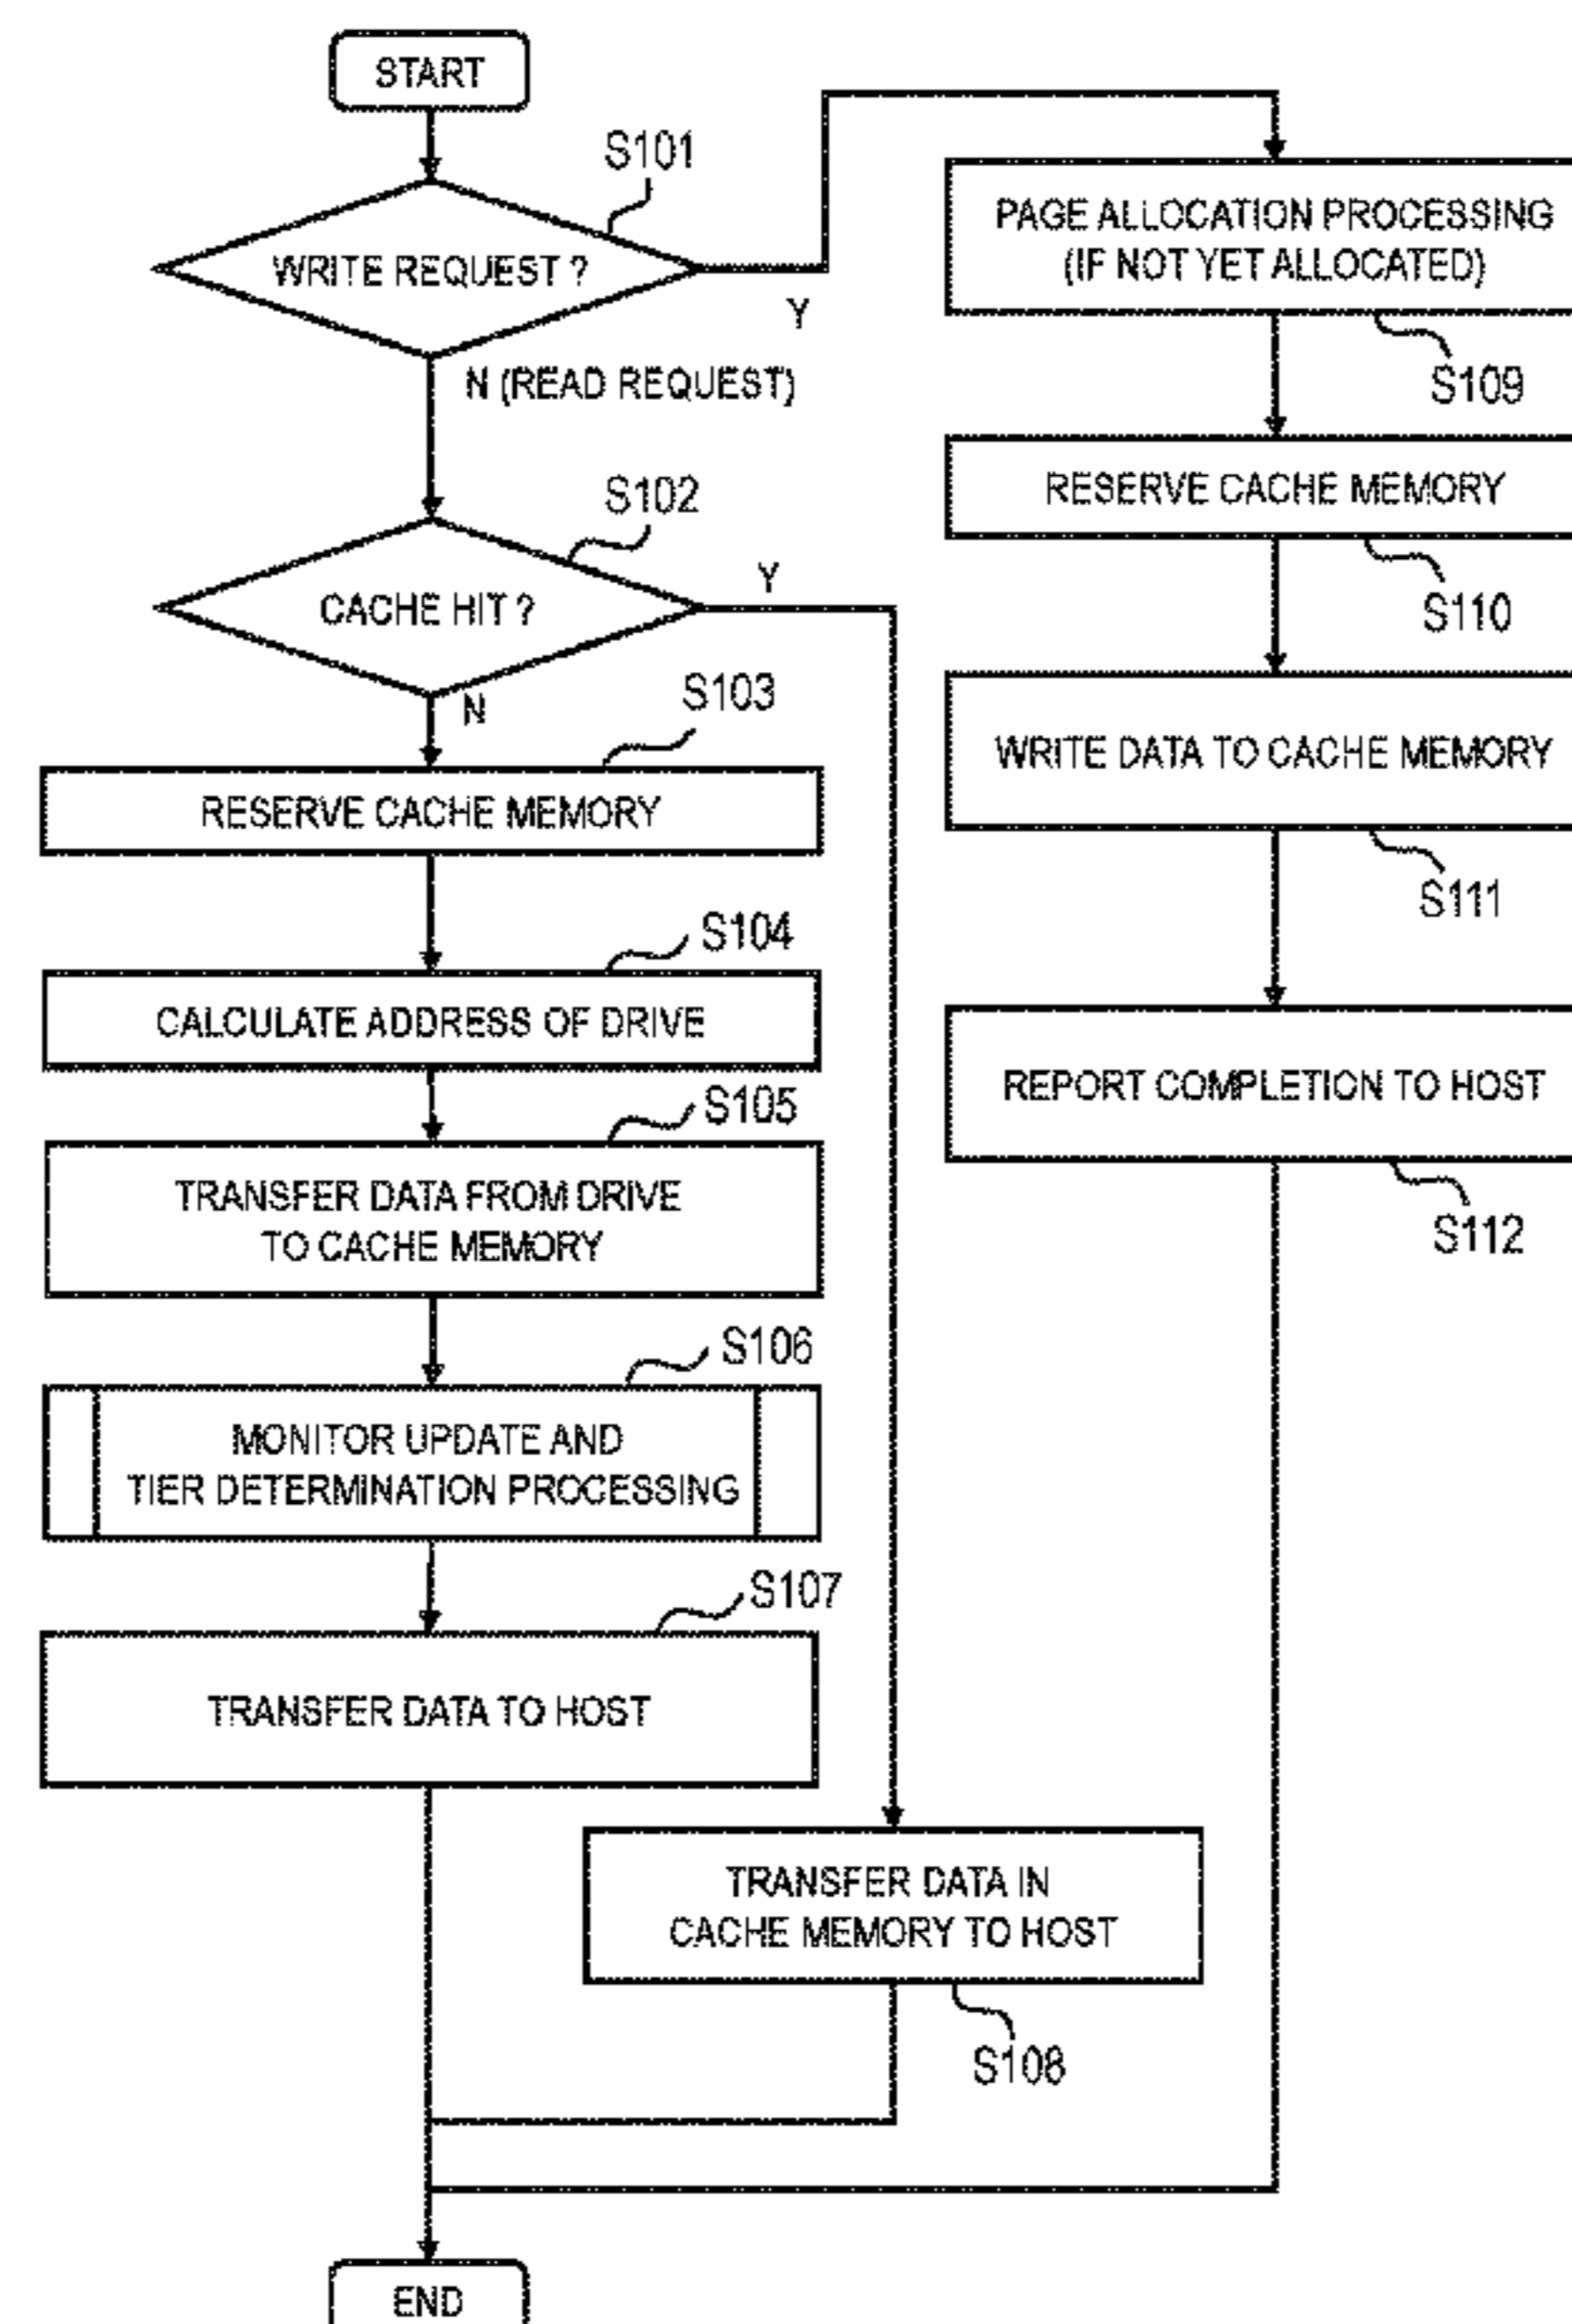 START
S101
WRITE REQUEST ?
Y
N (READ REQUEST)
S102
CACHE HIT ?
Y
N
S103
RESERVE CACHE MEMORY
S104
CALCULATE ADDRESS OF DRIVE
S105
TRANSFER DATA FROM DRIVE
TO CACHE MEMORY
S106
MONITOR UPDATE AND
TIER DETERMINATION PROCESSING
S107
TRANSFER DATA TO HOST
TRANSFER DATA IN
CACHE MEMORY TO HOST
S108
PAGE ALLOCATION PROCESSING
(IF NOT YET ALLOCATED)
S109
RESERVE CACHE MEMORY
S110
WRITE DATA TO CACHE MEMORY
S111
REPORT COMPLETION TO HOST
S112
END